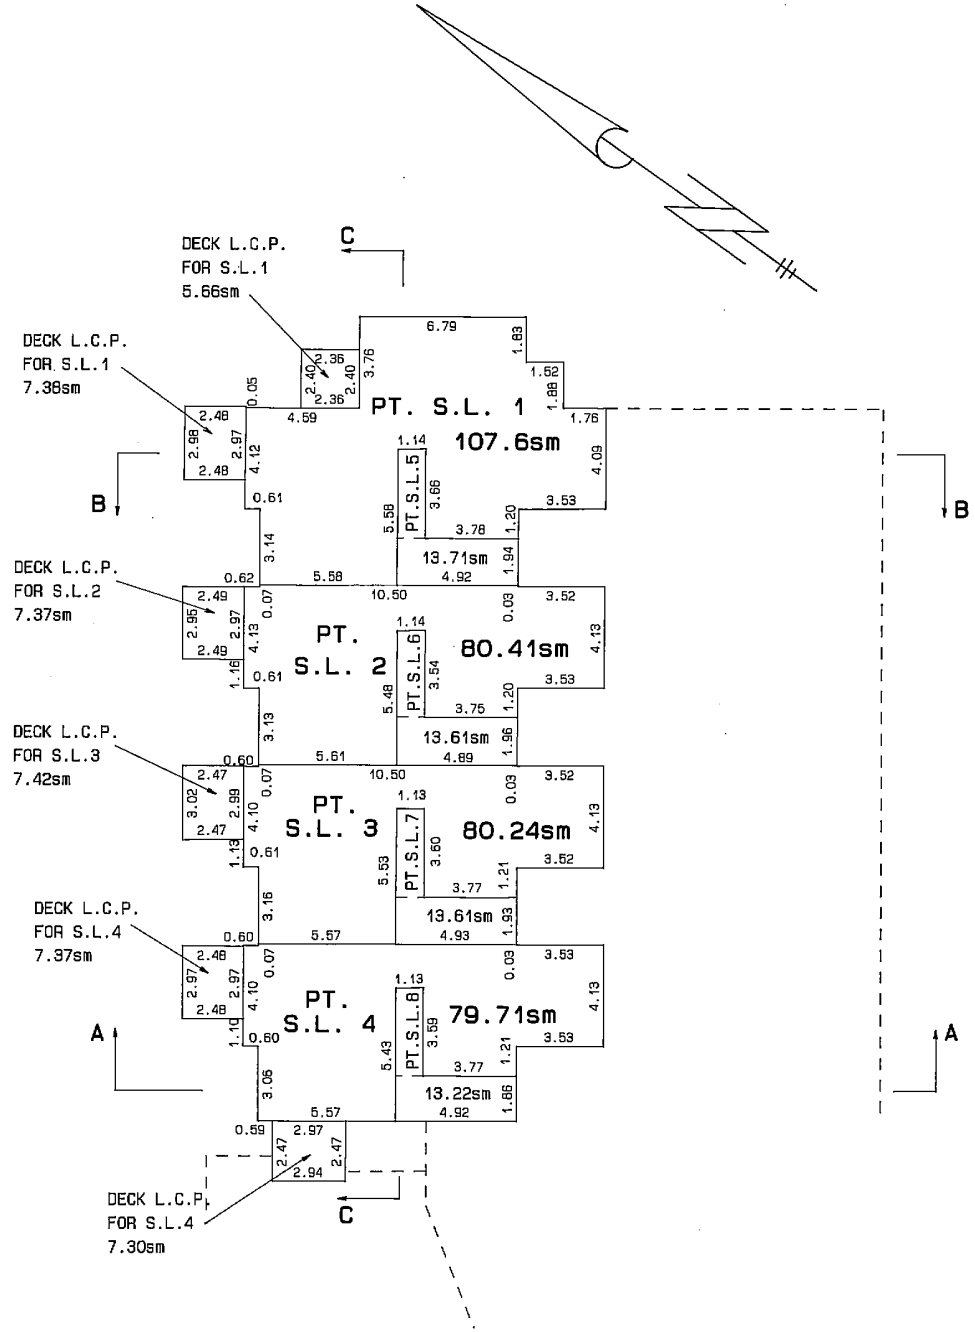 DECK L.C.P.
FOR S.L.1
5.66sm
C
DECK L.C.P.
FOR S.L.1
7.38sm
6.79
1.83
3.76
2.36
2.40
2.40
2.36
1.52
1.88
0.05
4.59
1.76
PT. S.L. 1
107.6sm
2.48
2.98
2.97
2.48
4.12
4.09
1.14
PT.S.L.5
3.66
5.58
0.61
3.53
1.20
3.78
B
B
3.14
13.71sm
1.94
4.92
DECK L.C.P.
FOR S.L.2
7.37sm
0.62
5.58
10.50
3.52
2.49
2.95
2.97
2.49
0.07
0.03
4.13
4.13
PT.
S.L. 2
1.14
PT.S.L.6
3.54
5.48
80.41sm
1.16
0.61
3.53
1.20
3.75
3.13
13.61sm
1.96
4.89
DECK L.C.P.
FOR S.L.3
7.42sm
0.60
5.61
10.50
3.52
2.47
3.02
2.99
2.47
0.07
0.03
4.10
4.13
PT.
S.L. 3
1.13
PT.S.L.7
3.60
5.53
80.24sm
1.13
0.61
3.52
1.21
3.77
3.16
13.61sm
1.93
4.93
DECK L.C.P.
FOR S.L.4
7.37sm
0.60
5.57
3.53
2.48
2.97
2.97
2.48
0.07
0.03
4.10
4.13
PT.
S.L. 4
1.13
PT.S.L.8
3.59
5.43
79.71sm
1.10
0.60
3.53
1.21
3.77
A
A
3.06
13.22sm
1.86
5.57
4.92
0.59
2.97
2.47
2.47
2.94
DECK L.C.P.
FOR S.L.4
7.30sm
C